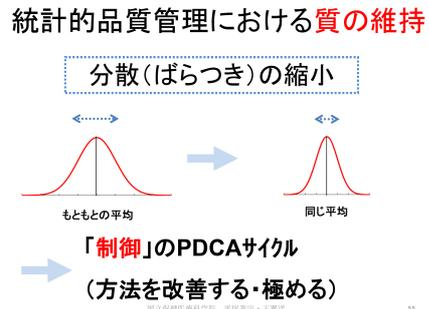 統計的品質管理における質の維持
分散（ばらつき）の縮小
もともとの平均
同じ平均
「制御」のPDCAサイクル
（方法を改善する・極める）